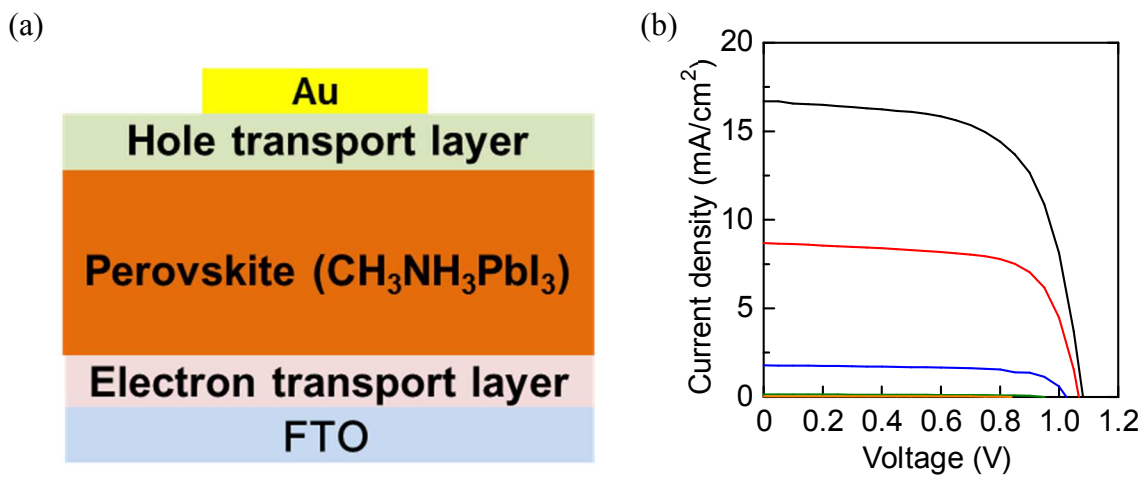 (a)
Au
Hole transport layer
Perovskite (CH₃NH₃PbI₃)
Electron transport layer
FTO
(b)
Current density (mA/cm²)
20
15
10
5
0
0 0.2 0.4 0.6 0.8 1.0 1.2
Voltage (V)